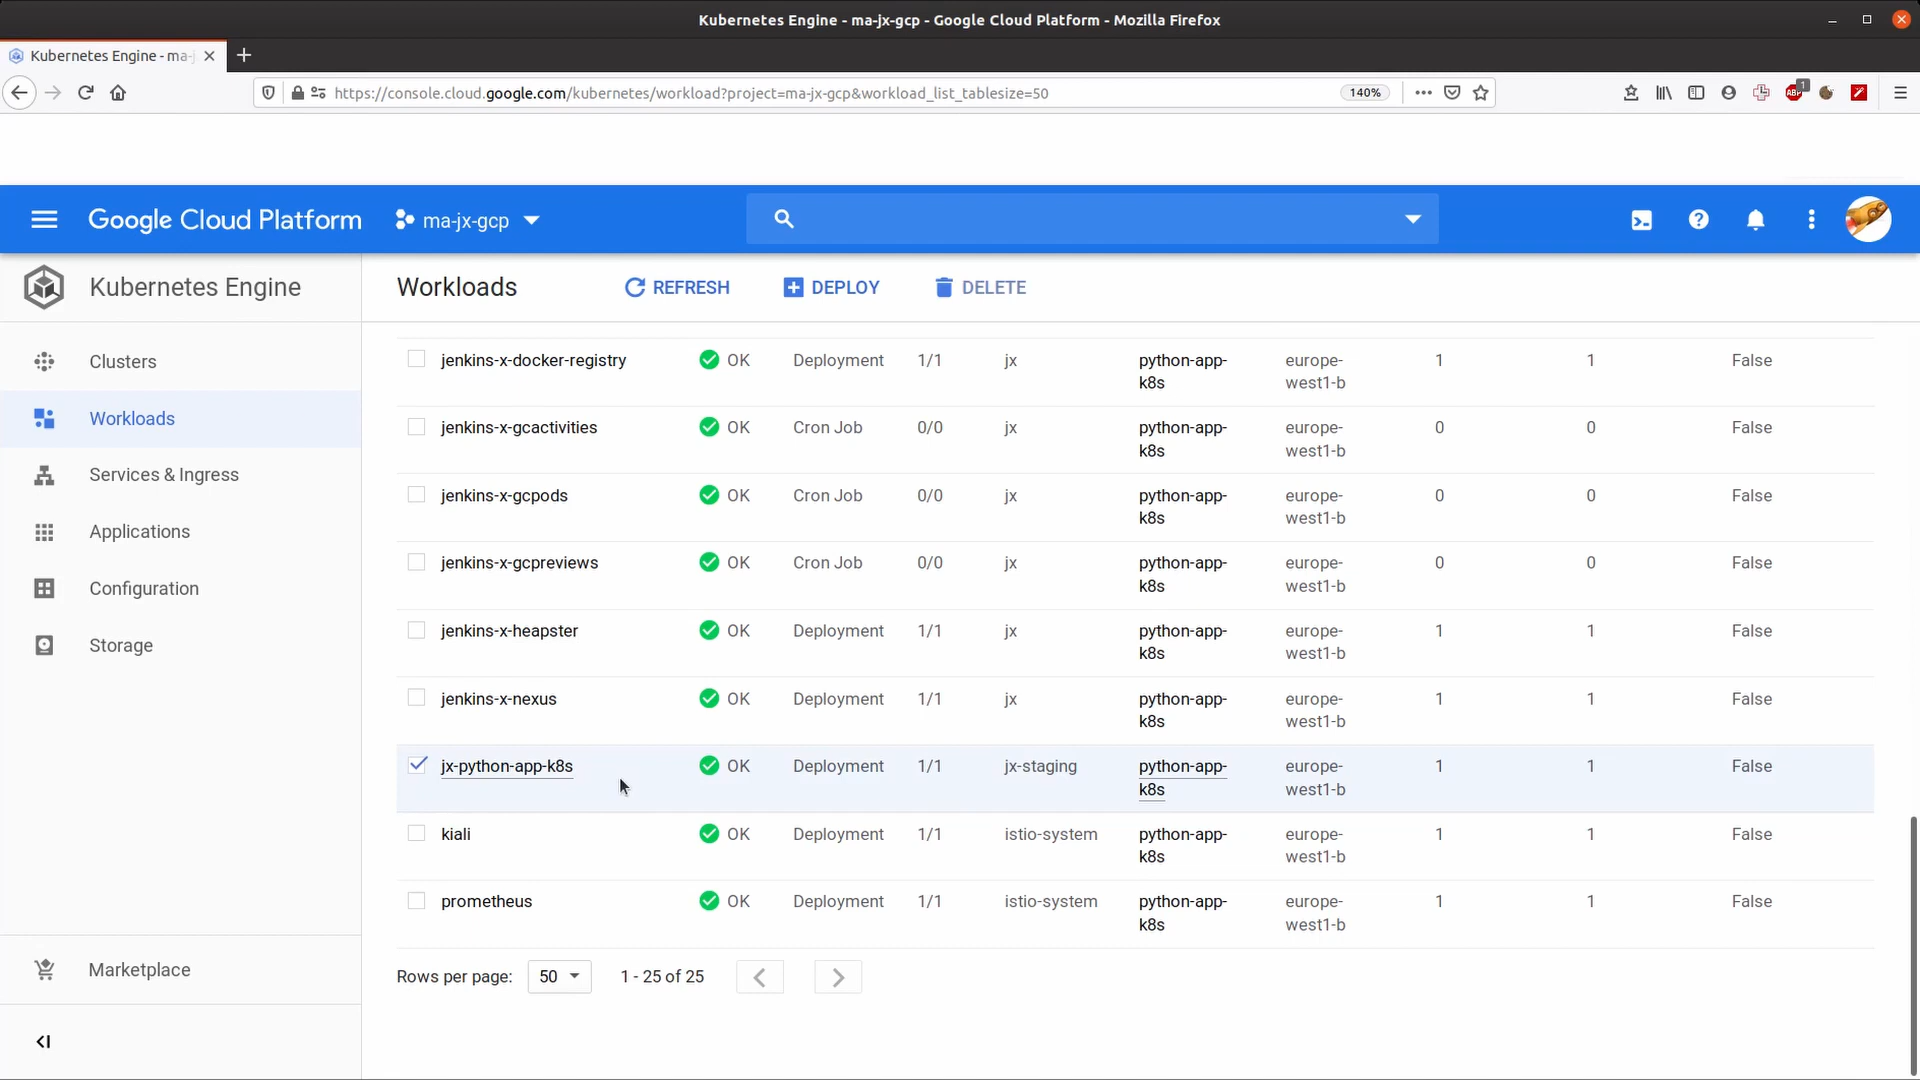 Kubernetes Engine - ma-jx-gcp - Google Cloud Platform - Mozilla Firefox
Kubernetes Engine - ma-
https://console.cloud.google.com/kubernetes/workload?project=ma-jx-gcp&workload_list_tablesize=50
140%
ABP
1
Google Cloud Platform
ma-jx-gcp
Kubernetes Engine
Workloads
REFRESH
DEPLOY
DELETE
Clusters
Workloads
Services & Ingress
Applications
Configuration
Storage
Marketplace
jenkins-x-docker-registry OK Deployment 1/1 jx python-app- europe- 1 1 False
k8s west1-b
jenkins-x-gcactivities OK Cron Job 0/0 jx python-app- europe- 0 0 False
k8s west1-b
jenkins-x-gcpods OK Cron Job 0/0 jx python-app- europe- 0 0 False
k8s west1-b
jenkins-x-gcpreviews OK Cron Job 0/0 jx python-app- europe- 0 0 False
k8s west1-b
jenkins-x-heapster OK Deployment 1/1 jx python-app- europe- 1 1 False
k8s west1-b
jenkins-x-nexus OK Deployment 1/1 jx python-app- europe- 1 1 False
k8s west1-b
jx-python-app-k8s OK Deployment 1/1 jx-staging python-app- europe- 1 1 False
k8s west1-b
kiali OK Deployment 1/1 istio-system python-app- europe- 1 1 False
k8s west1-b
prometheus OK Deployment 1/1 istio-system python-app- europe- 1 1 False
k8s west1-b
Rows per page: 50 1 - 25 of 25